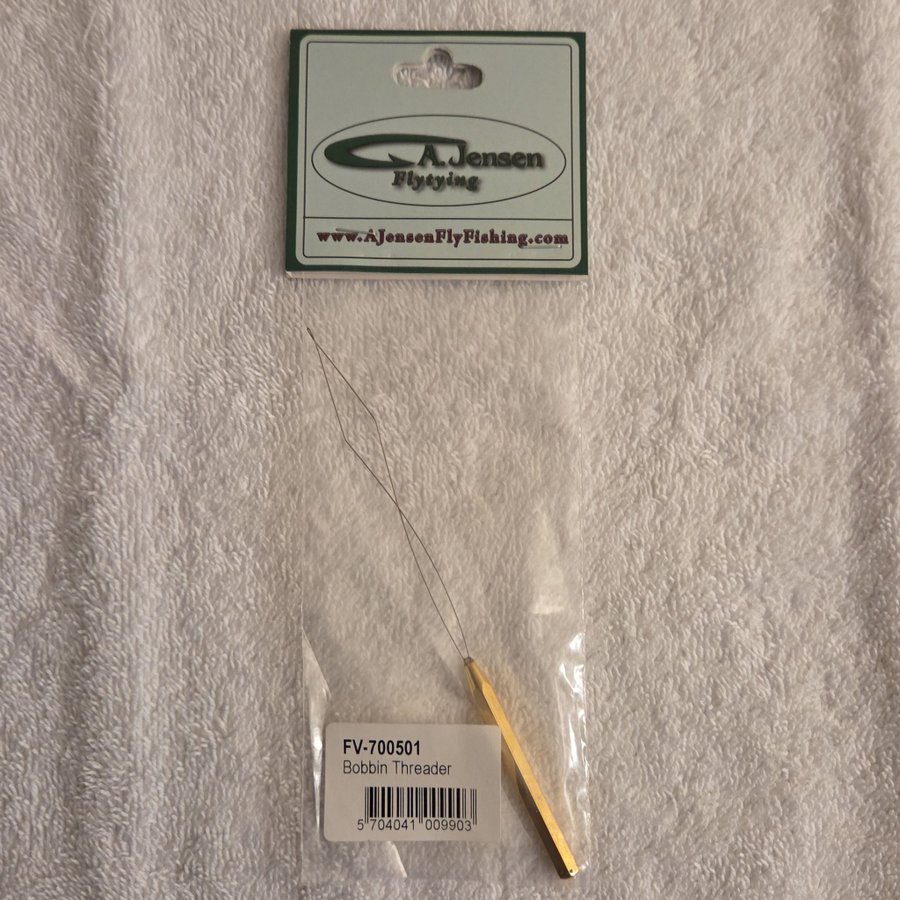 A. Jensen
Flytying
www.AJensenFlyFishing.com
FV-700501
Bobbin Threader
5 704041 009903